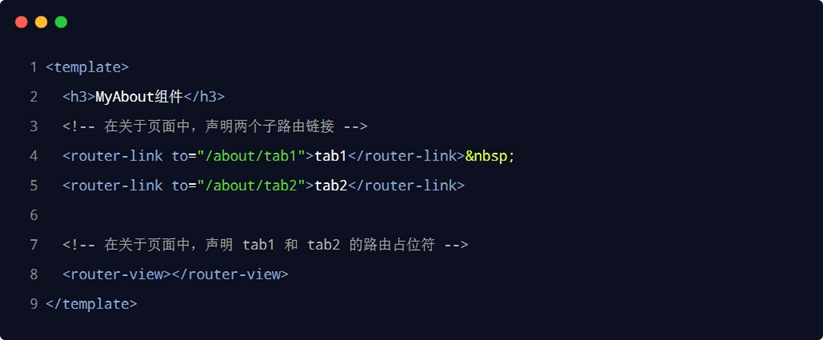 1 <template>
2   <h3>MyAbout组件</h3>
3   <!-- 在关于页面中，声明两个子路由链接 -->
4   <router-link to="/about/tab1">tab1</router-link>&nbsp;
5   <router-link to="/about/tab2">tab2</router-link>
6
7   <!-- 在关于页面中，声明 tab1 和 tab2 的路由占位符 -->
8   <router-view></router-view>
9 </template>